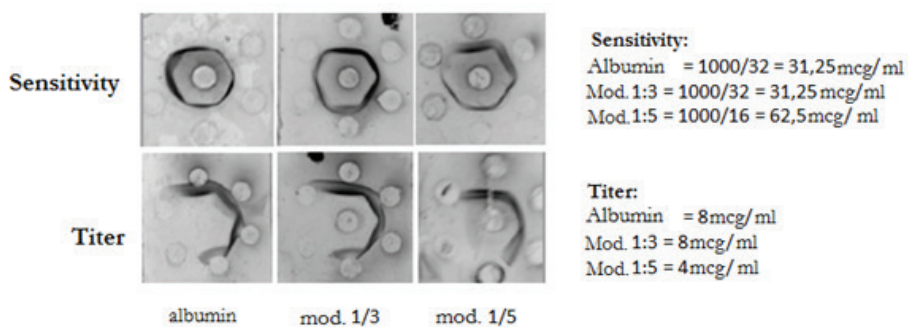 Sensitivity
Sensitivity:
Albumin = 1000/32 = 31,25mcg/ml
Mod. 1:3 = 1000/32 = 31,25mcg/ml
Mod. 1:5 = 1000/16 = 62,5mcg/ ml
Titer
Titer:
Albumin = 8mcg/ml
Mod. 1:3 = 8mcg/ml
Mod. 1:5 = 4mcg/ ml
albumin mod. 1/3 mod. 1/5